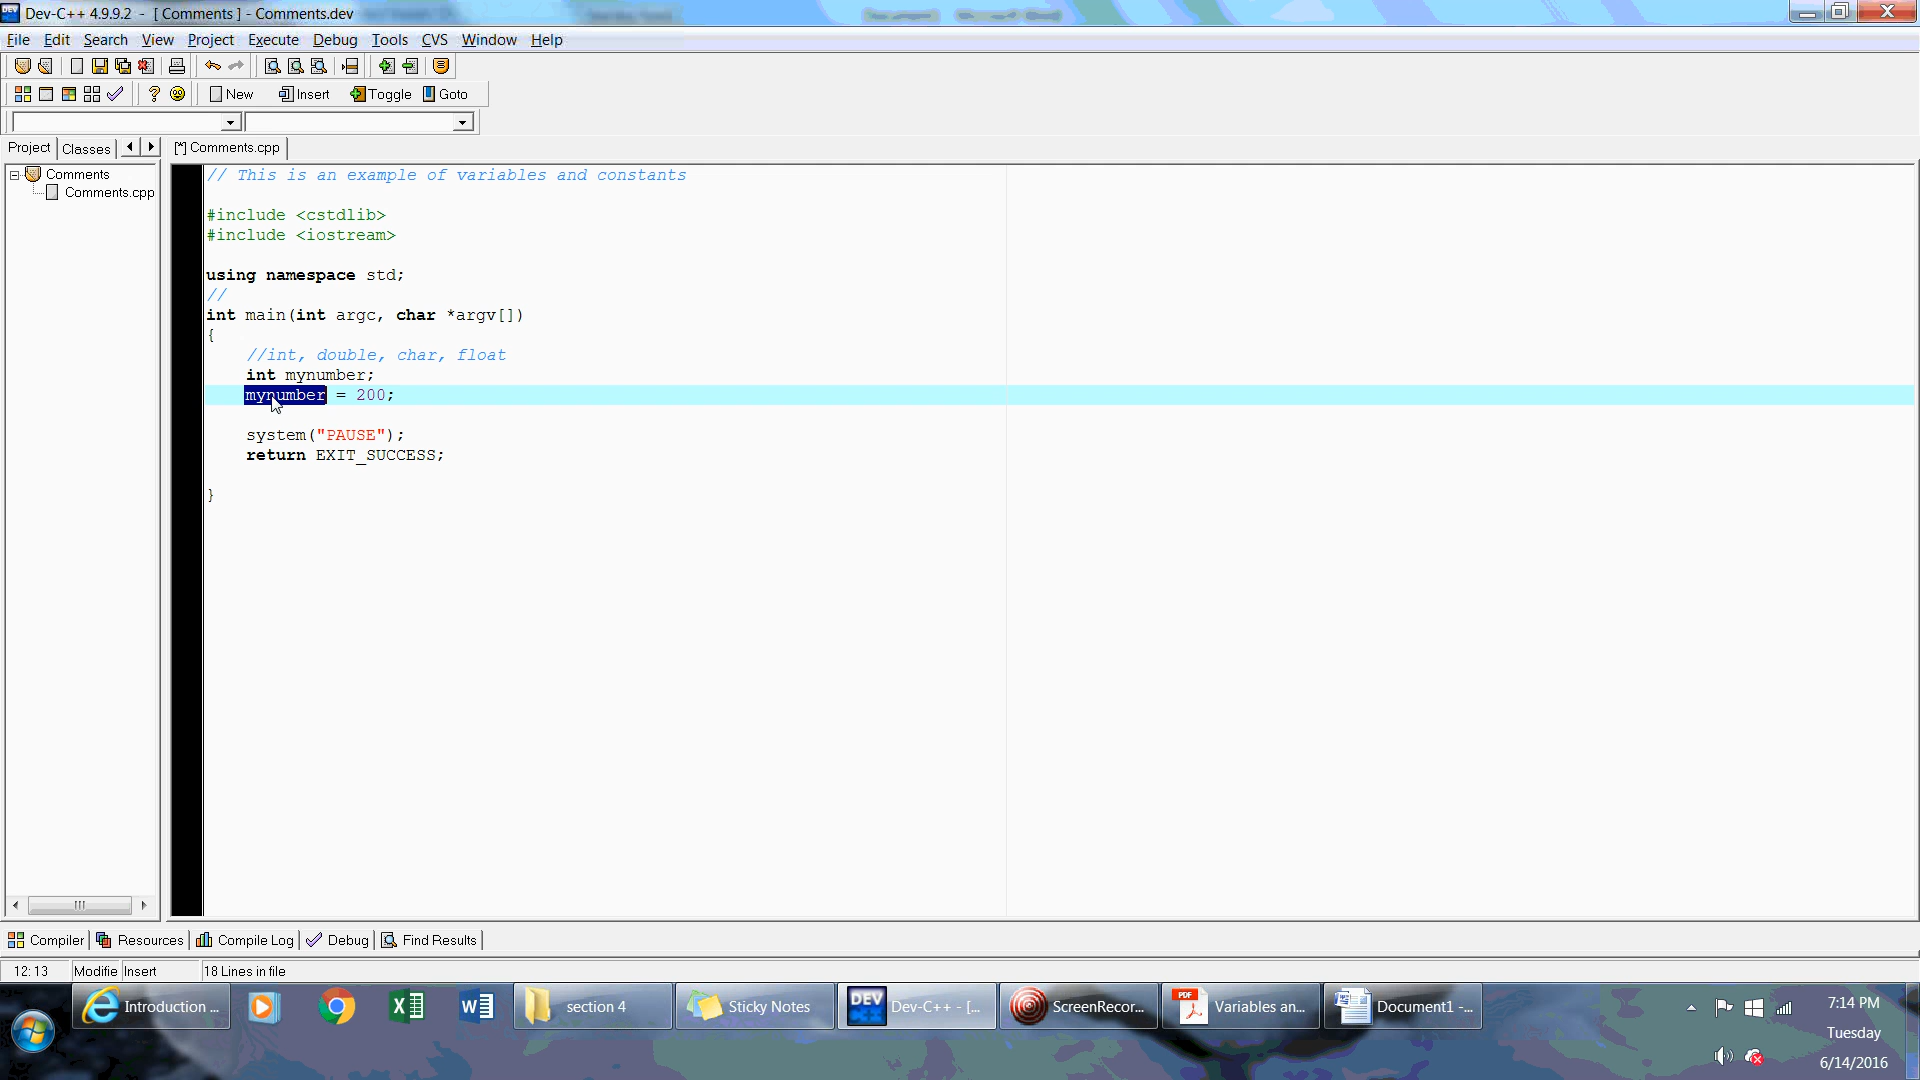 Dev-C++ 4.9.9.2 - [ Comments ] - Comments.dev
File Edit Search View Project Execute Debug Tools CVS Window Help
New Insert Toggle Goto
Project Classes [*] Comments.cpp
Comments
Comments.cpp
// This is an example of variables and constants
#include <cstdlib>
#include <iostream>
using namespace std;
//
int main(int argc, char *argv[])
{
//int, double, char, float
int mynumber;
mynumber = 200;
system("PAUSE");
return EXIT_SUCCESS;
}
Compiler Resources Compile Log Debug Find Results
12: 13 Modifie Insert 18 Lines in file
Introduction ... section 4 Sticky Notes DEV C++ Dev-C++ - [... ScreenRecor... PDF Variables an... Document1 -...
7:14 PM
Tuesday
6/14/2016